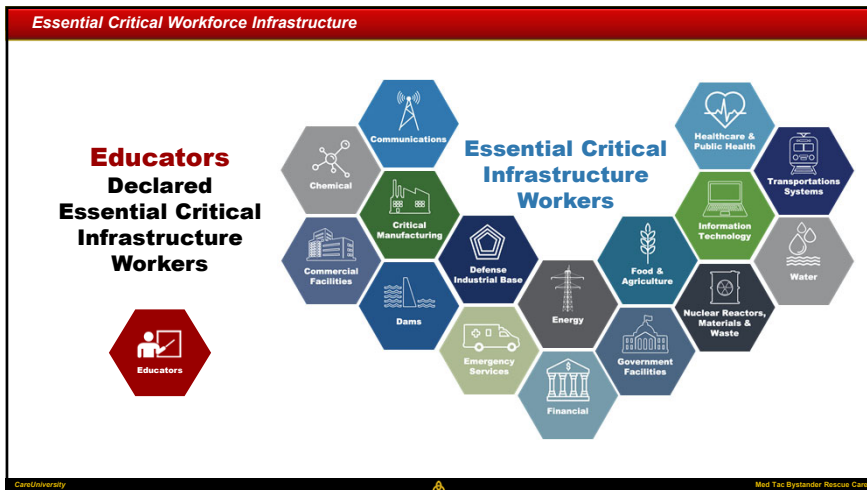 Essential Critical Workforce Infrastructure
Educators
Declared
Essential Critical
Infrastructure
Workers
Educators
Essential Critical
Infrastructure
Workers
Communications
Chemical
Critical
Manufacturing
Commercial
Facilities
Dams
Defense
Industrial Base
Emergency
Services
Energy
$
Financial
Food &
Agriculture
Government
Facilities
Healthcare &
Public Health
Information
Technology
Transportations
Systems
Water
Nuclear Reactors,
Materials &
Waste
CareUniversity
Med Tac Bystander Rescue Care